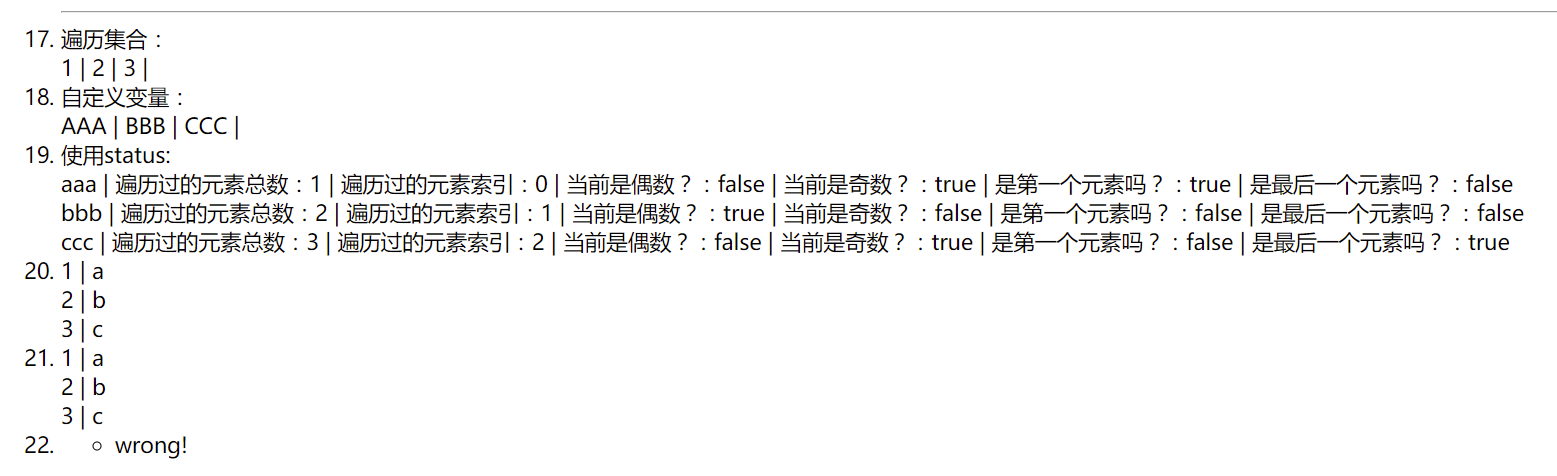 17. 遍历集合：
1 | 2 | 3 |
18. 自定义变量：
AAA | BBB | CCC |
19. 使用status:
aaa | 遍历过的元素总数：1 | 遍历过的元素索引：0 | 当前是偶数？：false | 当前是奇数？：true | 是第一个元素吗？：true | 是最后一个元素吗？：false
bbb | 遍历过的元素总数：2 | 遍历过的元素索引：1 | 当前是偶数？：true | 当前是奇数？：false | 是第一个元素吗？：false | 是最后一个元素吗？：false
ccc | 遍历过的元素总数：3 | 遍历过的元素索引：2 | 当前是偶数？：false | 当前是奇数？：true | 是第一个元素吗？：false | 是最后一个元素吗？：true
20. 1 | a
2 | b
3 | c
21. 1 | a
2 | b
3 | c
22. ○ wrong!